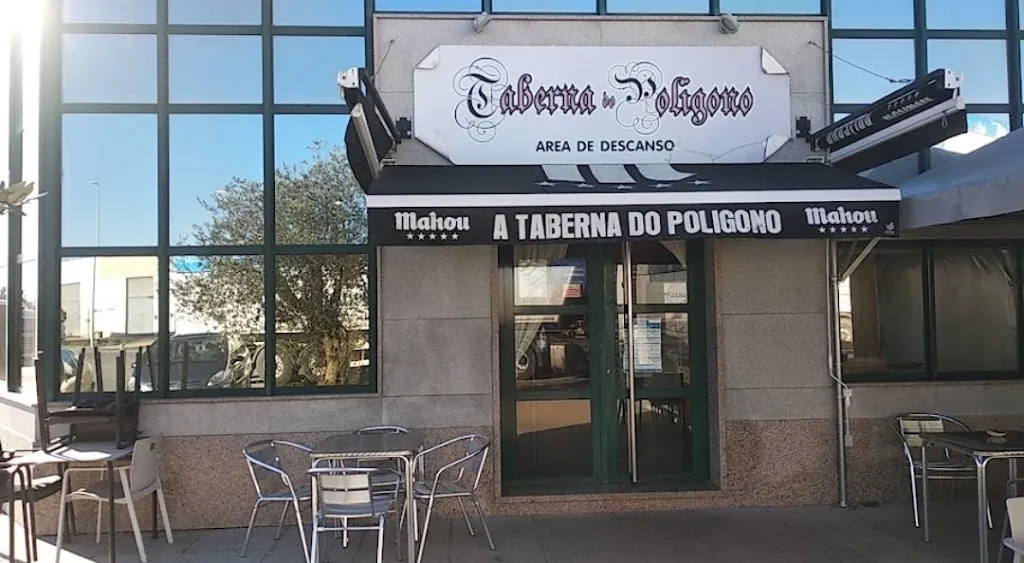 Taberna do Poligono
AREA DE DESCANSO
Mahou A TABERNA DO POLIGONO Mahou